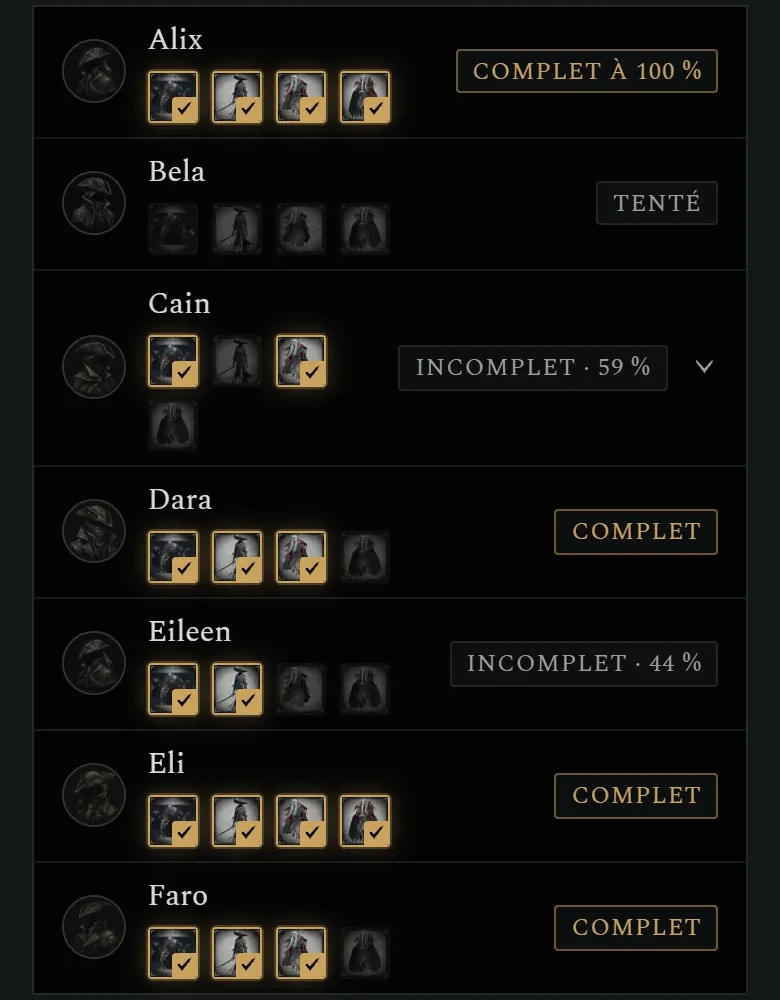 Alix
COMPLET À 100 %
Bela
TENTÉ
Cain
INCOMPLET · 59 %
Dara
COMPLET
Eileen
INCOMPLET · 44 %
Eli
COMPLET
Faro
COMPLET